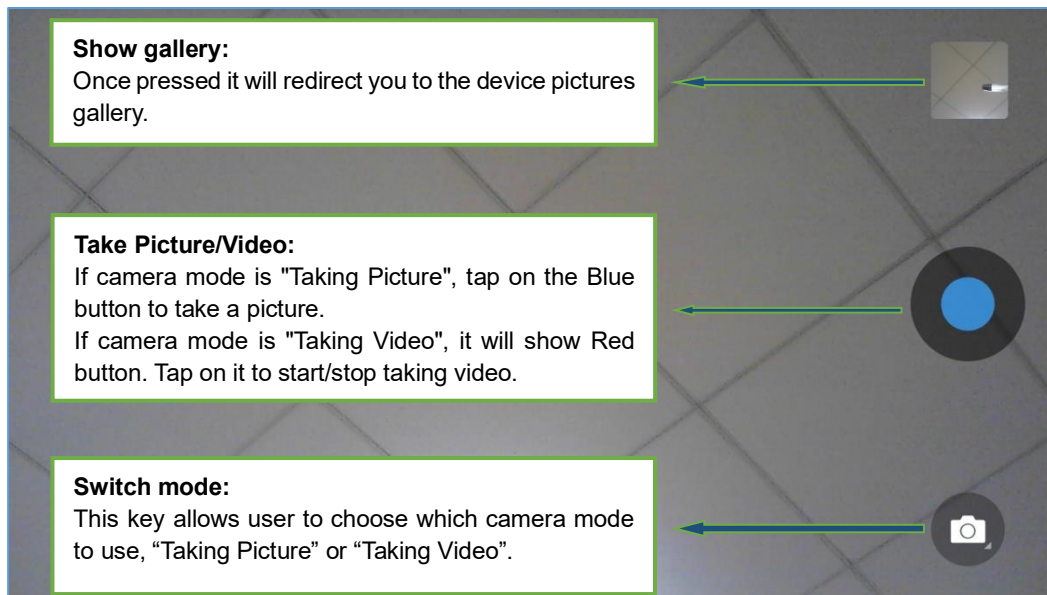 Show gallery:
Once pressed it will redirect you to the device pictures
gallery.
Take Picture/Video:
If camera mode is "Taking Picture", tap on the Blue
button to take a picture.
If camera mode is "Taking Video", it will show Red
button. Tap on it to start/stop taking video.
Switch mode:
This key allows user to choose which camera mode
to use, “Taking Picture” or “Taking Video”.